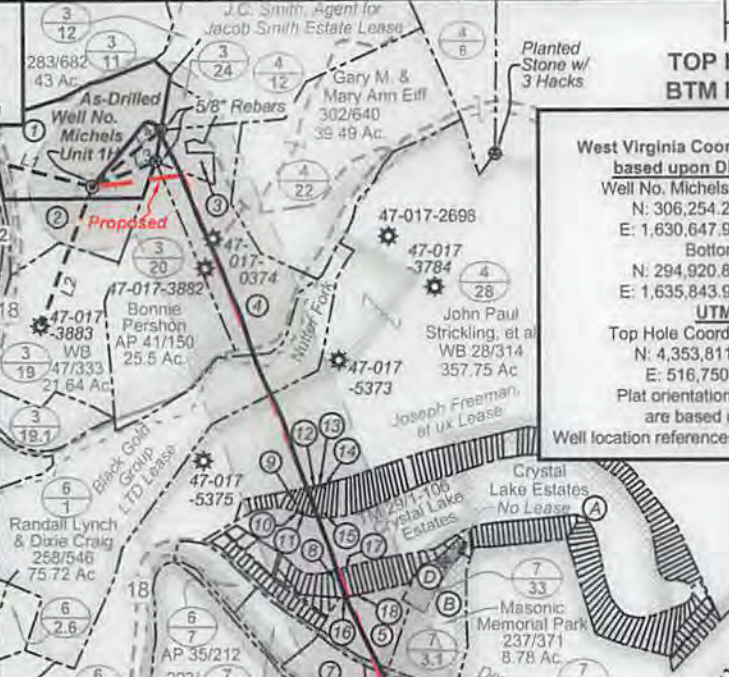 J.C. Smith, Agent for
Jacob Smith Estate Lease
3
12
3
11
283/682
43 Ac.
3
24
4
12
4
6
Planted
Stone w/
3 Hacks
TOP
BTM
As-Drilled
Well No.
Michels
Unit 1H
5/8" Rebars
Gary M. &
Mary Ann Eiff
302/640
39.49 Ac.
1
L3
4
22
3
2
Proposed
West Virginia Coor
based upon
Well No. Michels
N: 306,254.2
E: 1,630,647.9
Bottom
N: 294,920.8
E: 1,635,843.9
UTM
Top Hole Coord
N: 4,353,811
E: 516,750
Plat orientation
are based
Well location reference
47-017-2698
47-017
-3784
47-
017-
0374
3
20
47-017-3882
Bonnie
Pershon
AP 41/150
25.5 Ac.
L2
18
47-017
-3883
WB
47/333
21.64 Ac.
3
19
3
19.1
4
Nutter Fork
4
28
John Paul
Strickling, et al
WB 28/314
357.75 Ac
47-017
-5373
Joseph Freeman,
et ux Lease
Black Gold
Group
LTD Lease
47-017
-5375
12
13
14
9
6
1
Randall Lynch
& Dixie Craig
258/546
75.72 Ac
10
11
8
15
17
TM 29/1-106
Crystal Lake
Estates
Crystal
Lake Estates
No Lease
A
D
B
7
33
Masonic
Memorial Park
237/371
8.78 Ac.
18
6
2.6
6
7
AP 35/212
16
18
5
7
3.1
7
6
7
7